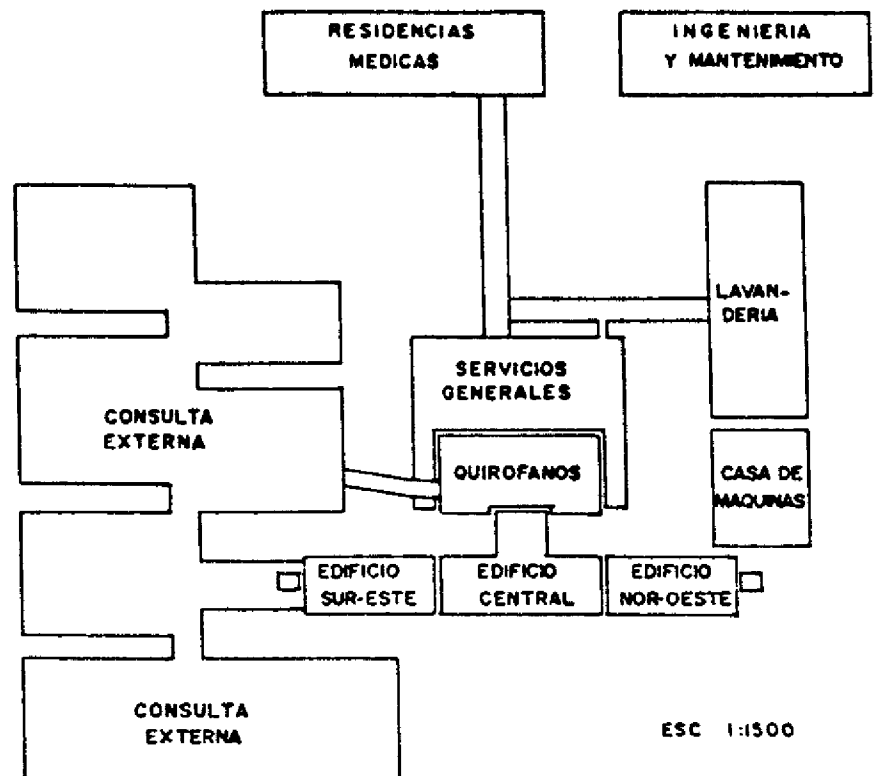 RESIDENCIAS
MEDICAS
INGENIERIA
Y MANTENIMIENTO
LAVAN-
DERIA
SERVICIOS
GENERALES
CONSULTA
EXTERNA
QUIROFANOS
CASA DE
MAQUINAS
EDIFICIO
SUR-ESTE
EDIFICIO
CENTRAL
EDIFICIO
NOR-OESTE
CONSULTA
EXTERNA
ESC 1:1500